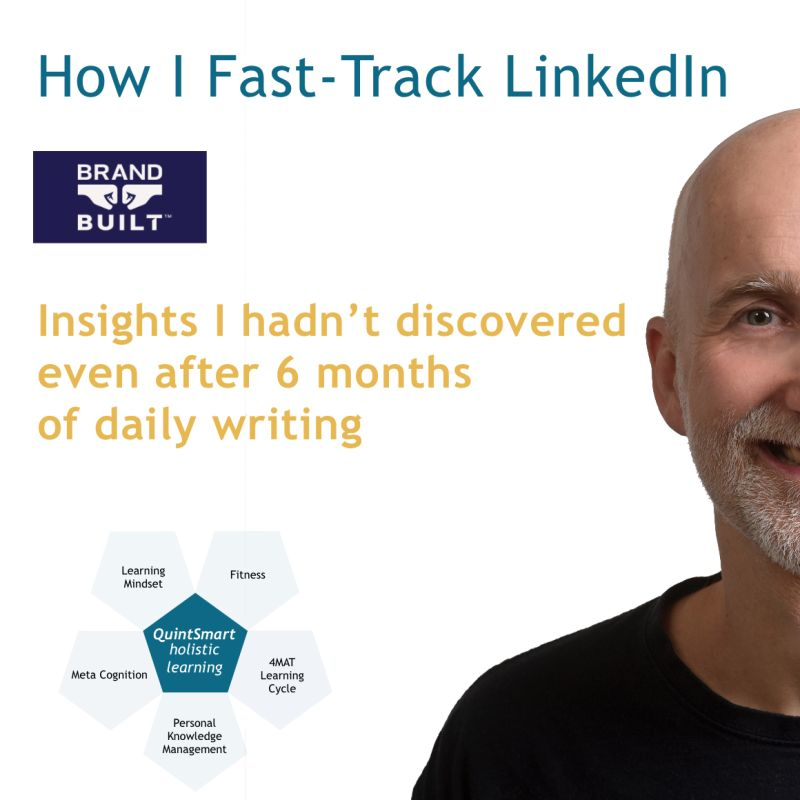 How I Fast-Track LinkedIn
BRAND
BUILT™
Insights I hadn't discovered
even after 6 months
of daily writing
Learning
Mindset
Fitness
QuintSmart
holistic
learning
Meta Cognition
4MAT
Learning
Cycle
Personal
Knowledge
Management